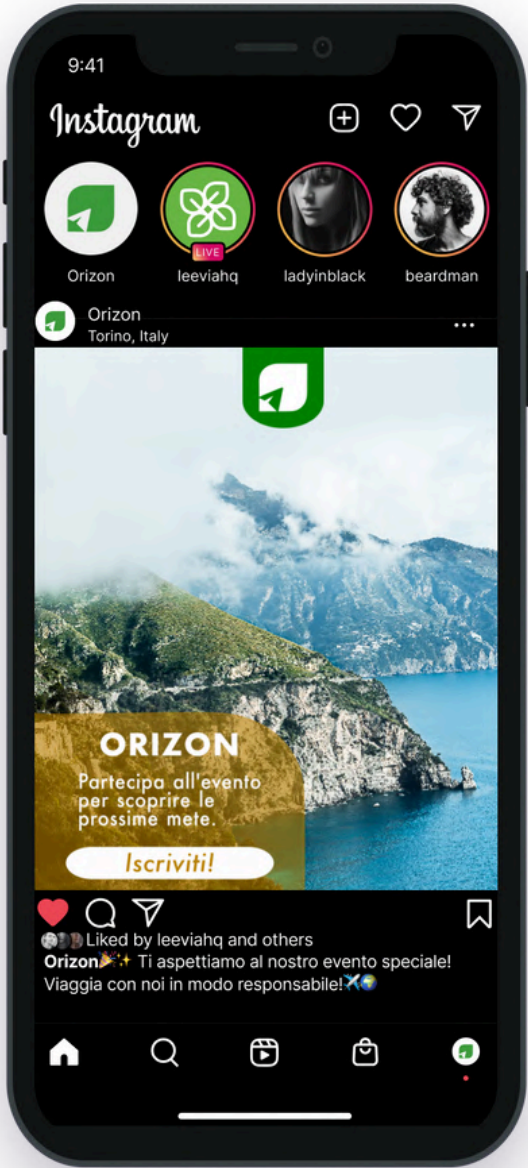 9:41
Instagram
Orizon
LIVE
leeviahq
ladyinblack
beardman
Orizon
Torino, Italy
ORIZON
Partecipa all'evento
per scoprire le
prossime mete.
Iscriviti!
Liked by leeviahq and others
Orizon🎉✨ Ti aspettiamo al nostro evento speciale!
Viaggia con noi in modo responsabile!✈️🌍